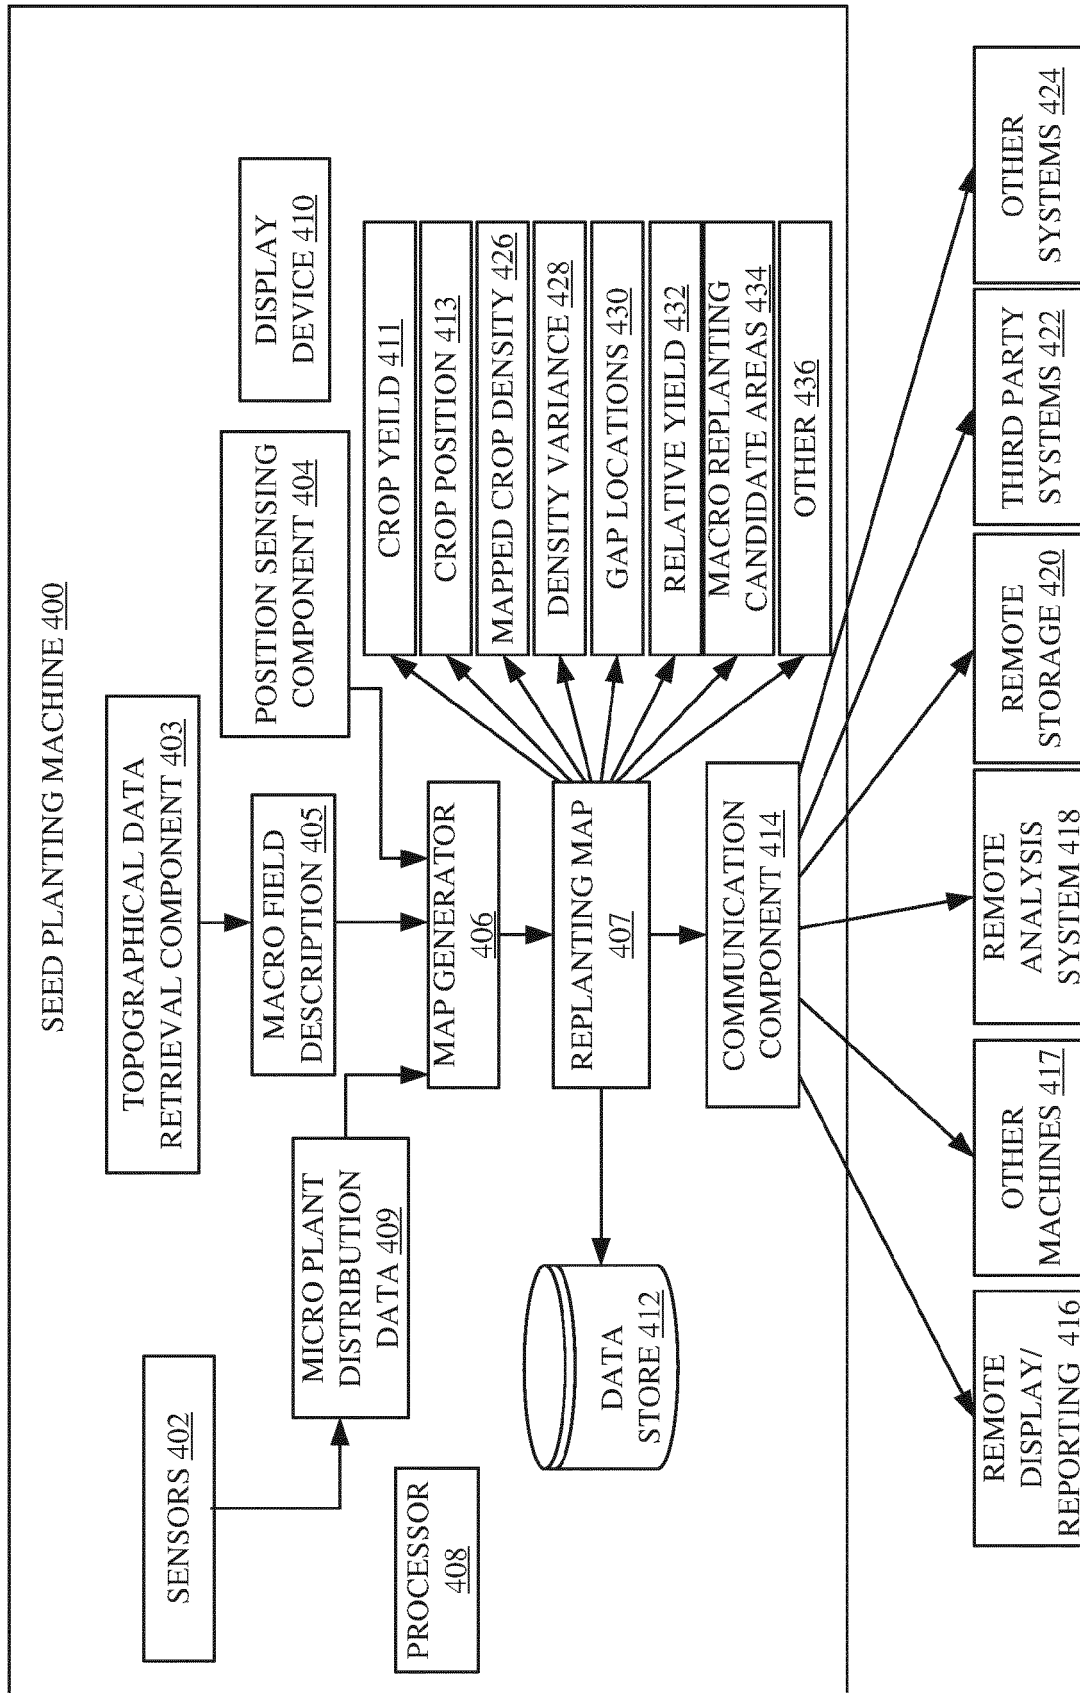 SEED PLANTING MACHINE 400
SENSORS 402
TOPOGRAPHICAL DATA
RETRIEVAL COMPONENT 403
POSITION SENSING
COMPONENT 404
DISPLAY
DEVICE 410
MICRO PLANT
DISTRIBUTION
DATA 409
MACRO FIELD
DESCRIPTION 405
PROCESSOR
408
MAP GENERATOR
406
CROP YEILD 411
CROP POSITION 413
MAPPED CROP DENSITY 426
DENSITY VARIANCE 428
GAP LOCATIONS 430
RELATIVE YIELD 432
MACRO REPLANTING
CANDIDATE AREAS 434
OTHER 436
DATA
STORE 412
REPLANTING MAP
407
COMMUNICATION
COMPONENT 414
REMOTE
DISPLAY/
REPORTING 416
OTHER
MACHINES 417
REMOTE
ANALYSIS
SYSTEM 418
REMOTE
STORAGE 420
THIRD PARTY
SYSTEMS 422
OTHER
SYSTEMS 424